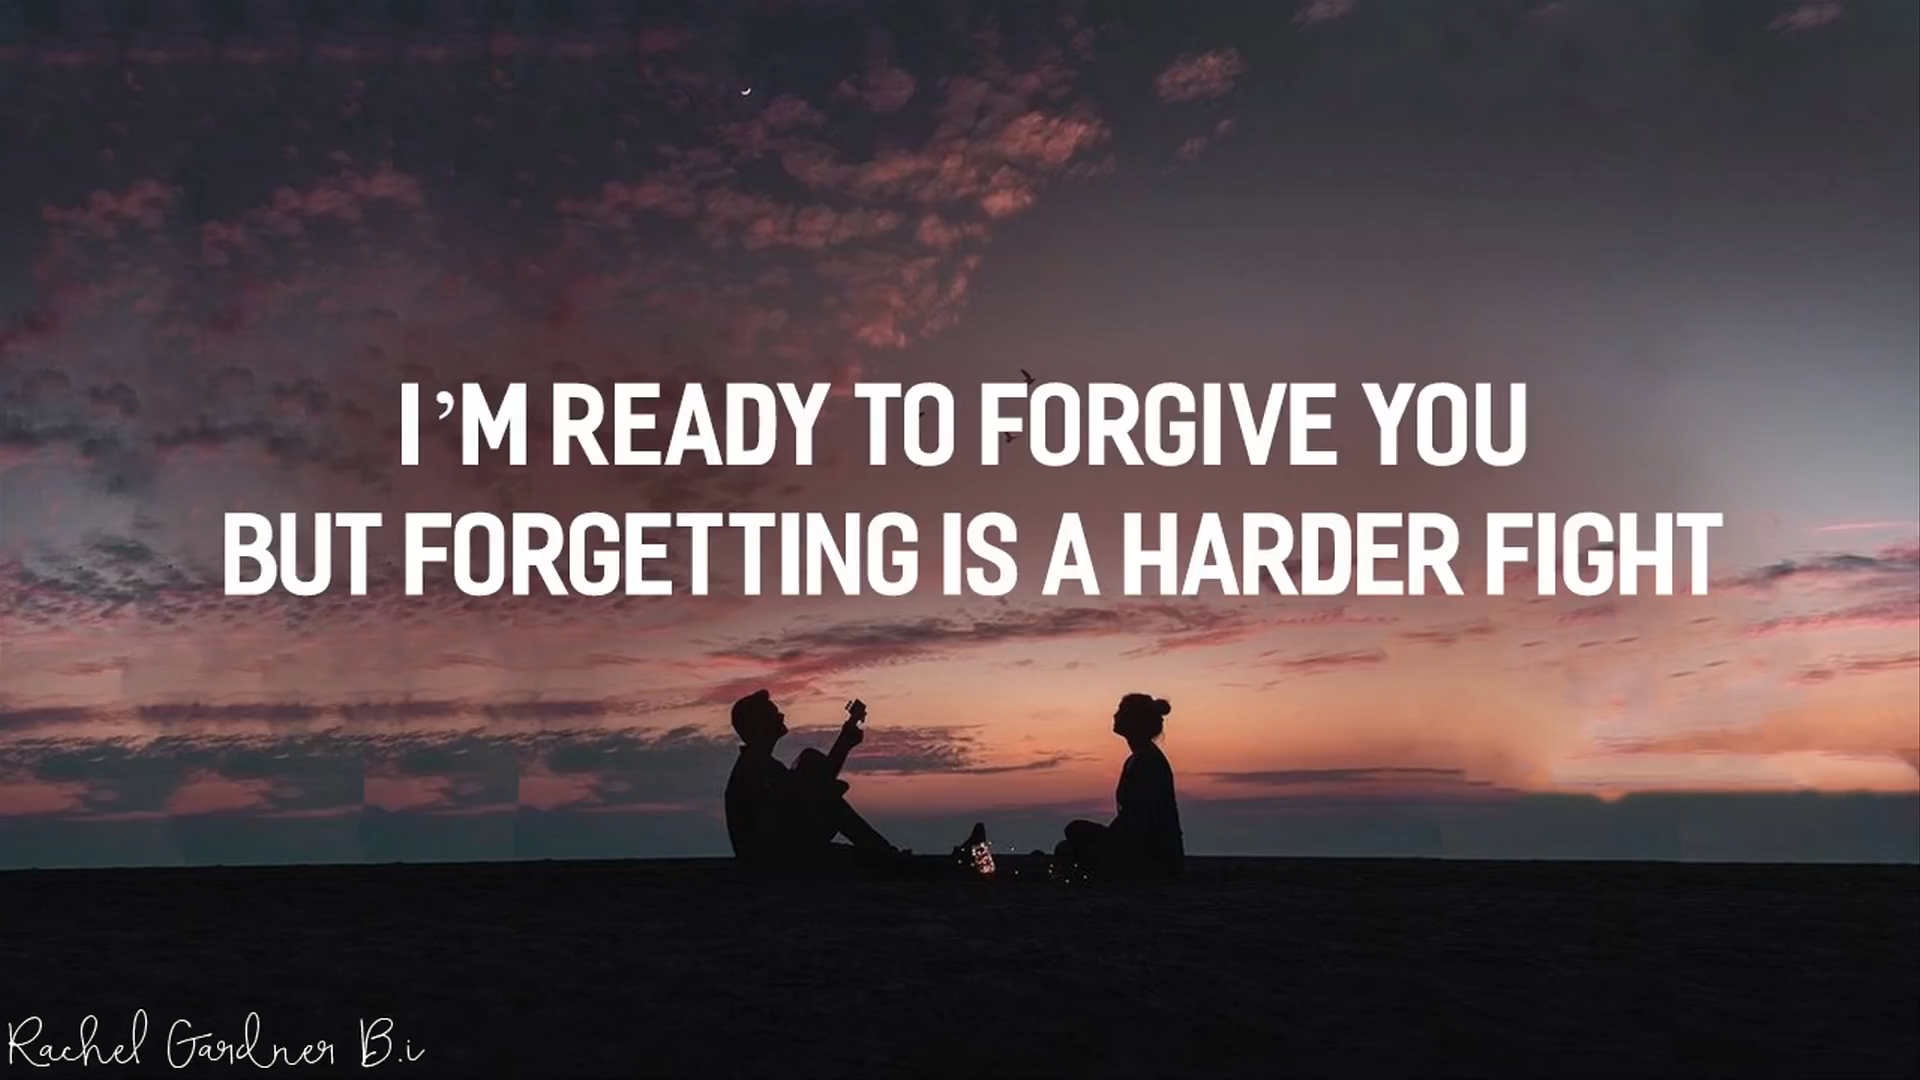 I'M READY TO FORGIVE YOU
BUT FORGETTING IS A HARDER FIGHT
Rachel Gardner B.i